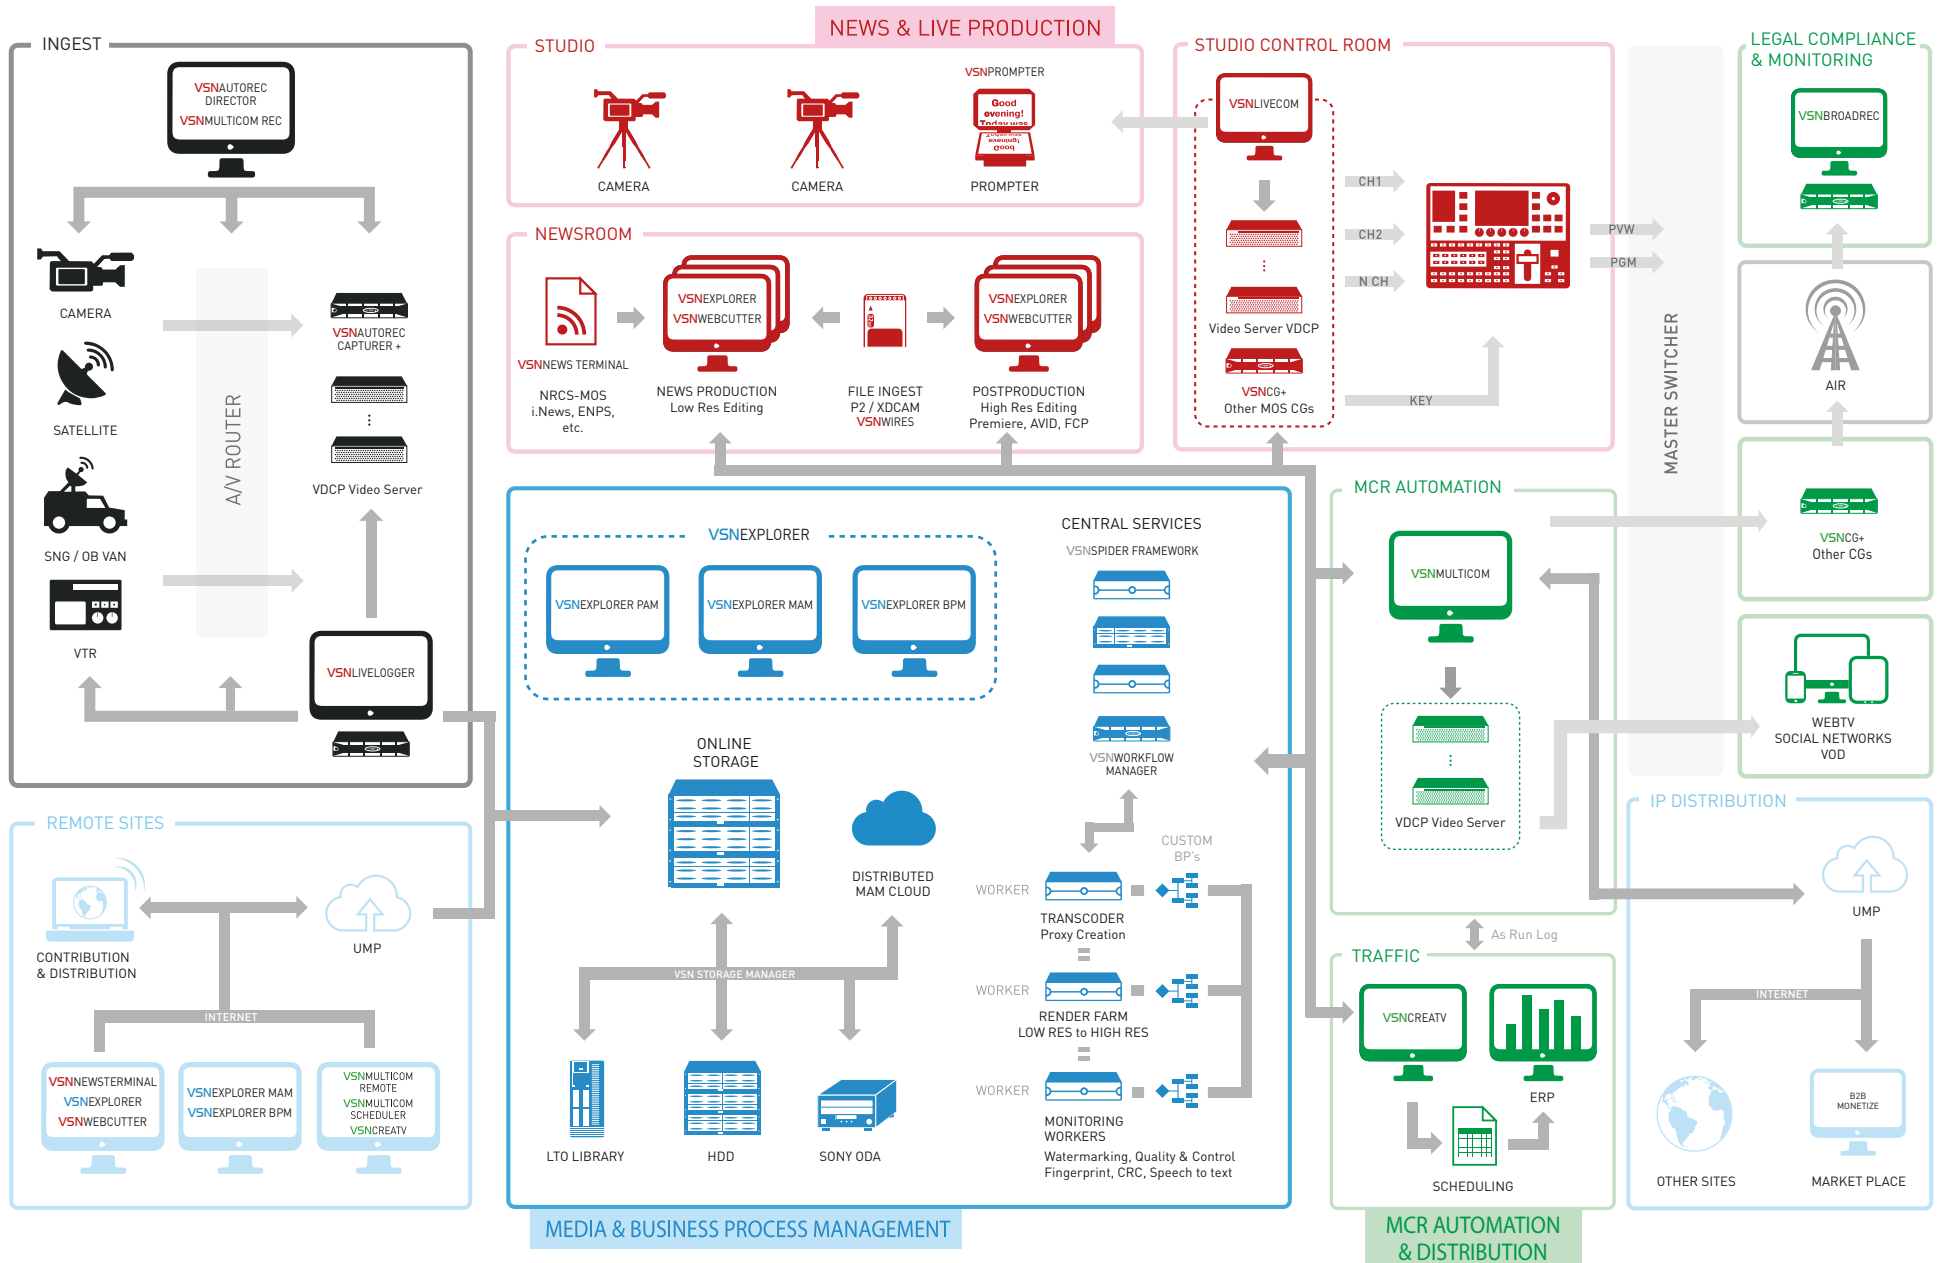 NEWS & LIVE PRODUCTION
INGEST
VSNAUTOREC
DIRECTOR
VSNMULTICOM REC
CAMERA
SATELLITE
SNG / OB VAN
VTR
A/V ROUTER
VSNAUTOREC
CAPTURER +
VDCP Video Server
VSNLIVELOGGER
STUDIO
CAMERA
CAMERA
VSNPROMPTER
Good
evening!
Today was
PROMPTER
NEWSROOM
VSNNEWS TERMINAL
NRCS-MOS
i.News, ENPS,
etc.
VSNEXPLORER
VSNWEBCUTTER
NEWS PRODUCTION
Low Res Editing
FILE INGEST
P2 / XDCAM
VSNWIRES
VSNEXPLORER
VSNWEBCUTTER
POSTPRODUCTION
High Res Editing
Premiere, AVID, FCP
STUDIO CONTROL ROOM
VSNLIVECOM
Video Server VDCP
VSNCG+
Other MOS CGs
CH1
CH2
N CH
KEY
PVW
PGM
MASTER SWITCHER
LEGAL COMPLIANCE
& MONITORING
VSNBROADREC
AIR
VSNCG+
Other CGs
WEBTV
SOCIAL NETWORKS
VOD
MCR AUTOMATION
VSNMULTICOM
VDCP Video Server
As Run Log
TRAFFIC
VSNCREATV
ERP
SCHEDULING
MCR AUTOMATION
& DISTRIBUTION
IP DISTRIBUTION
UMP
INTERNET
OTHER SITES
B2B
MONETIZE
MARKET PLACE
VSNEXPLORER
VSNEXPLORER PAM
VSNEXPLORER MAM
VSNEXPLORER BPM
CENTRAL SERVICES
VSNSPIDER FRAMEWORK
VSNWORKFLOW
MANAGER
ONLINE
STORAGE
DISTRIBUTED
MAM CLOUD
VSN STORAGE MANAGER
LTO LIBRARY
HDD
SONY ODA
CUSTOM
BP's
WORKER
TRANSCODER
Proxy Creation
WORKER
RENDER FARM
LOW RES to HIGH RES
WORKER
MONITORING
WORKERS
Watermarking, Quality & Control
Fingerprint, CRC, Speech to text
MEDIA & BUSINESS PROCESS MANAGEMENT
REMOTE SITES
CONTRIBUTION
& DISTRIBUTION
UMP
INTERNET
VSNNEWSTERMINAL
VSNEXPLORER
VSNWEBCUTTER
VSNEXPLORER MAM
VSNEXPLORER BPM
VSNMULTICOM
REMOTE
VSNMULTICOM
SCHEDULER
VSNCREATV